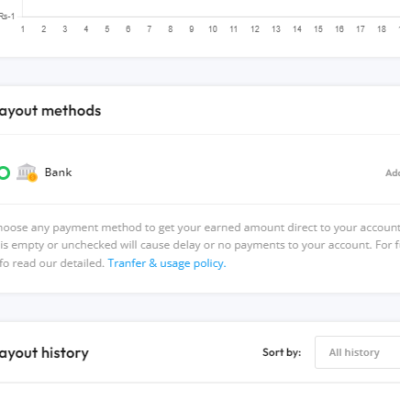 Rs-1
1 2 3 4 5 6 7 8 9 10 11 12 13 14 15 16 17 18
ayout methods
Bank
Add
hoose any payment method to get your earned amount direct to your account
is empty or unchecked will cause delay or no payments to your account. For f
fo read our detailed. Tranfer & usage policy.
ayout history
Sort by:
All history